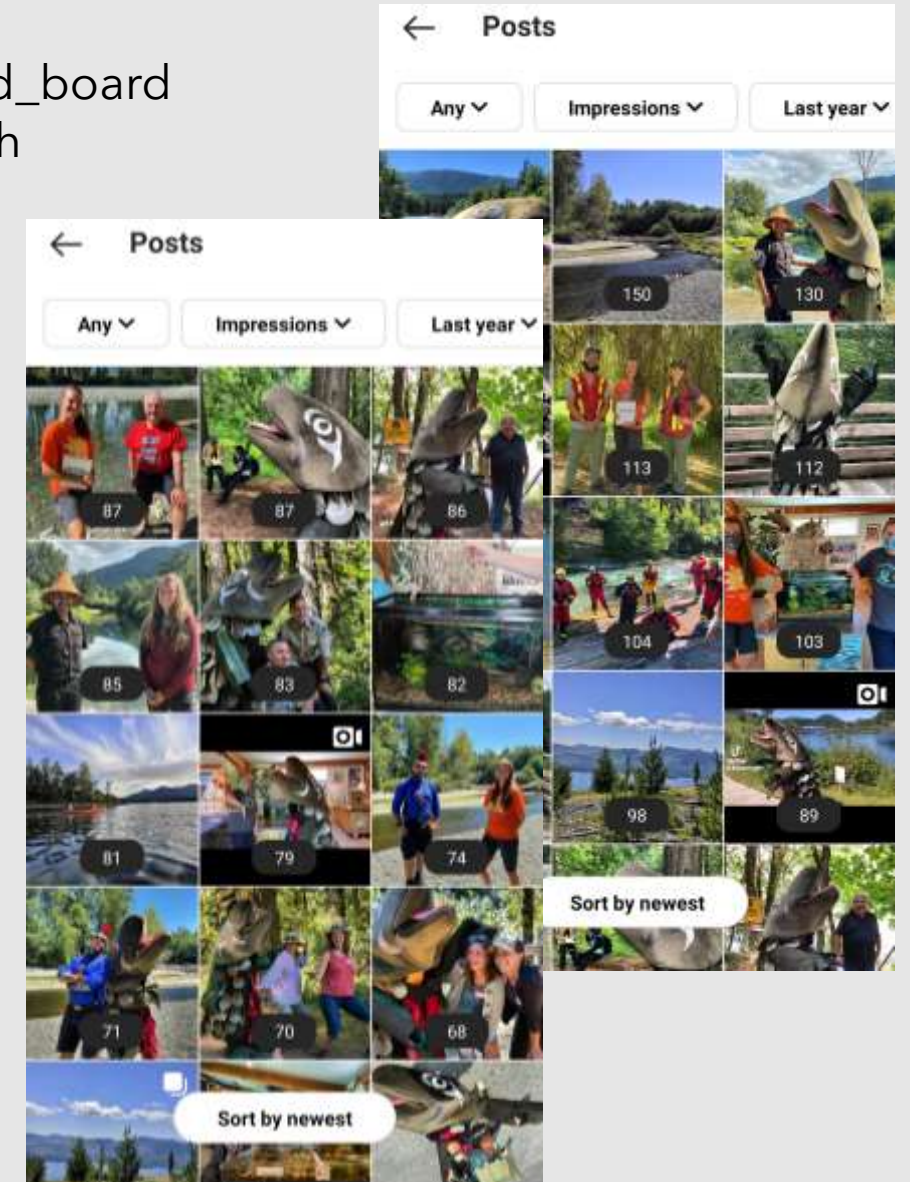 d_board
h
← Posts
Any Impressions Last year
150 130
113 112
104 103
98 89
Sort by newest
← Posts
Any Impressions Last year
87 87 86
85 83 82
81 79 74
71 70 68
Sort by newest